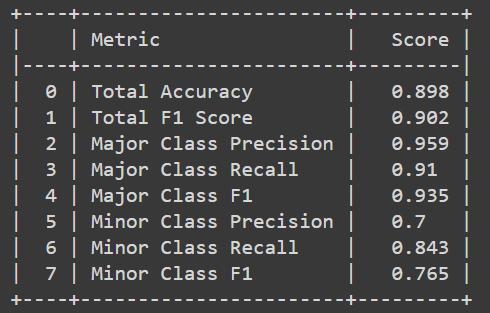 +----+------------------------+---------+
|    | Metric                 |   Score |
|----+------------------------+---------|
|  0 | Total Accuracy         |   0.898 |
|  1 | Total F1 Score         |   0.902 |
|  2 | Major Class Precision  |   0.959 |
|  3 | Major Class Recall     |   0.91  |
|  4 | Major Class F1         |   0.935 |
|  5 | Minor Class Precision  |   0.7   |
|  6 | Minor Class Recall     |   0.843 |
|  7 | Minor Class F1         |   0.765 |
+----+------------------------+---------+